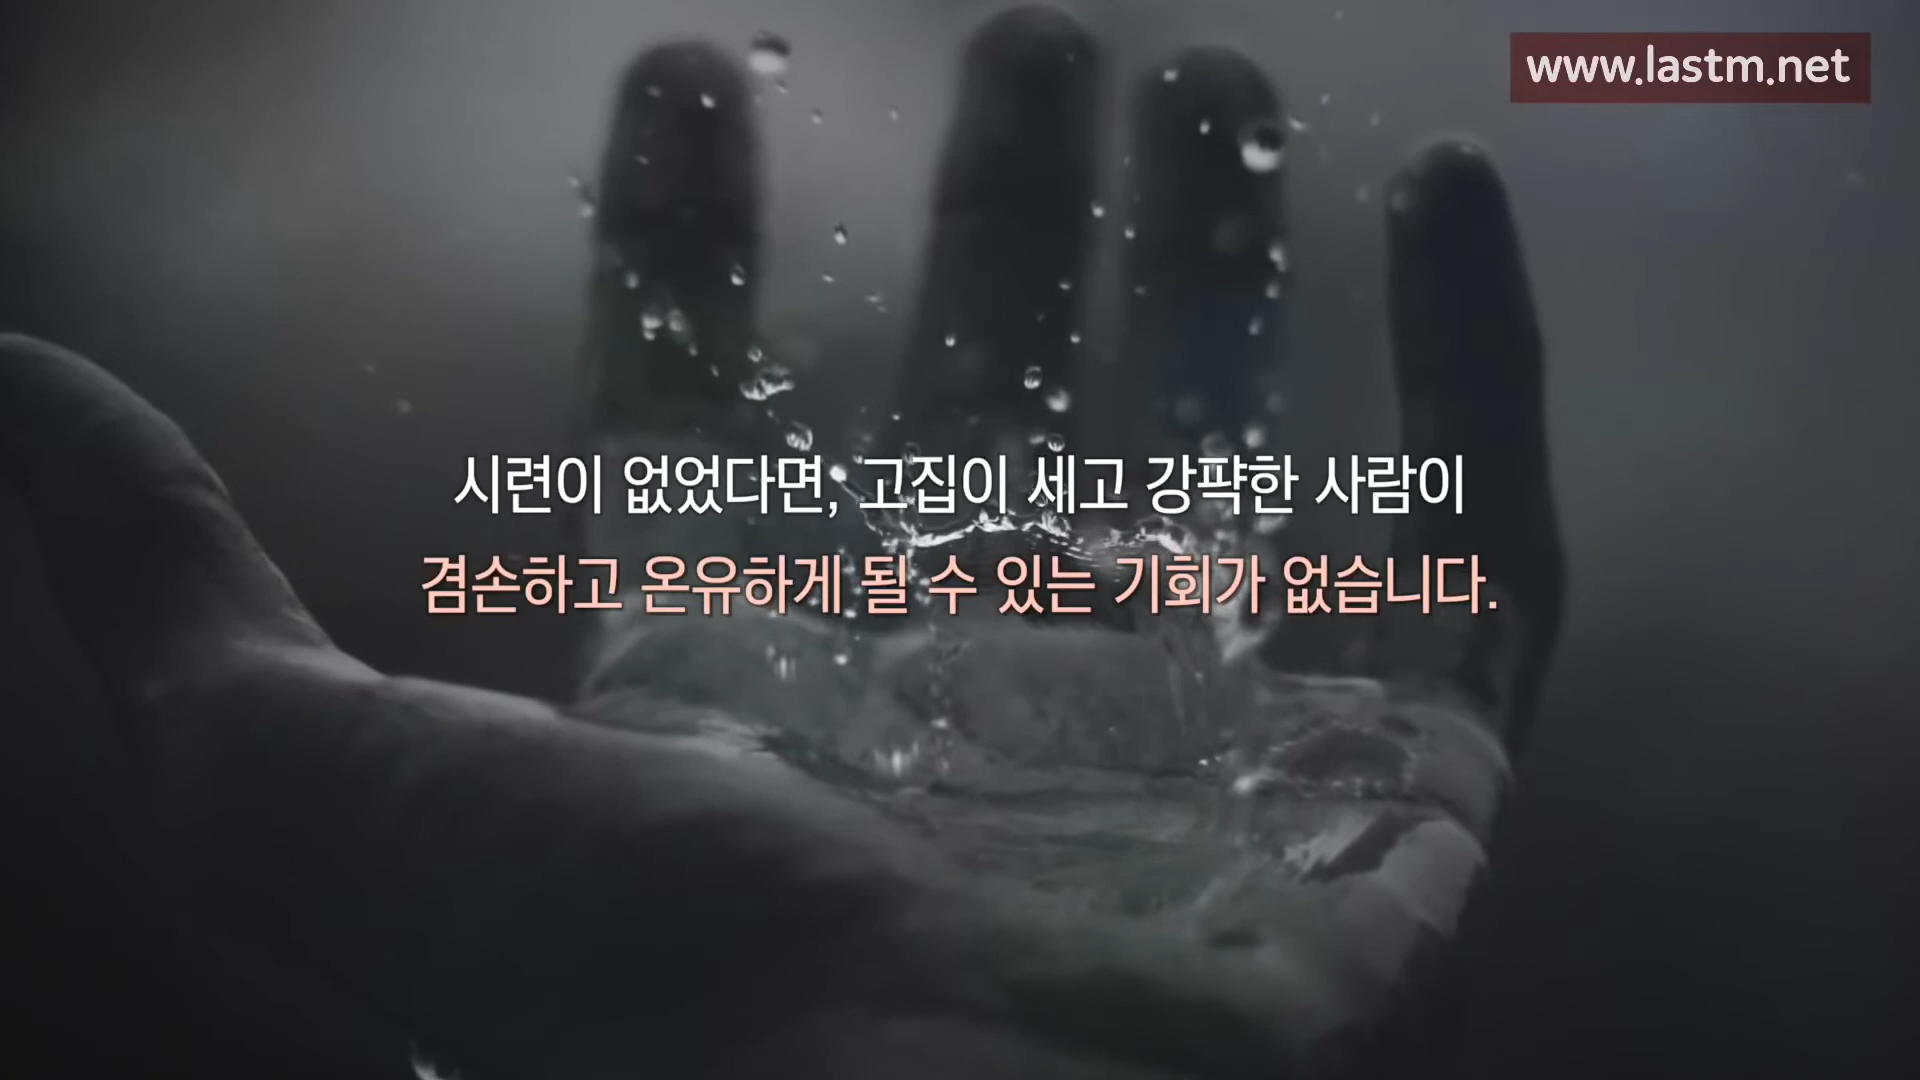 www.lastm.net
시련이 없었다면, 고집이 세고 강퍅한 사람이
겸손하고 온유하게 될 수 있는 기회가 없습니다.